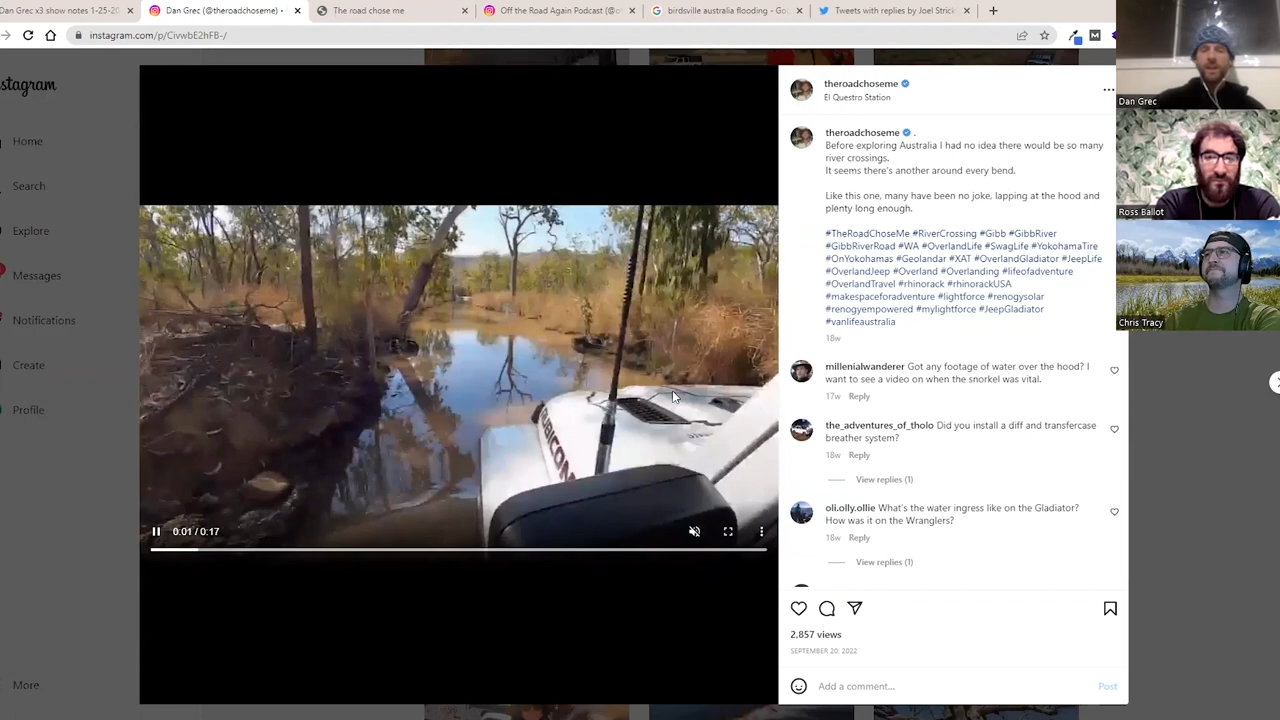 Dan Grec x3 show notes 1-25-20
Dan Grec (@theroadchoseme) •
The road chose me
Off the Road Again Podcast (@o
birdsville australia flooding - Goo
Tweets with replies by Joel Strick
instagram.com/p/CivwbE2hFB-/
stagram
Home
Search
Explore
Messages
Notifications
Create
Profile
More
RUBICON
0:01 / 0:17
theroadchoseme
El Questro Station
theroadchoseme .
Before exploring Australia I had no idea there would be so many
river crossings.
It seems there's another around every bend.
Like this one, many have been no joke, lapping at the hood and
plenty long enough.
#TheRoadChoseMe #RiverCrossing #Gibb #GibbRiver
#GibbRiverRoad #WA #OverlandLife #SwagLife #YokohamaTire
#OnYokohamas #Geolandar #XAT #OverlandGladiator #JeepLife
#OverlandJeep #Overland #Overlanding #lifeofadventure
#OverlandTravel #rhinorack #rhinorackUSA
#makespaceforadventure #lightforce #renogysolar
#renogyempowered #mylightforce #JeepGladiator
#vanlifeaustralia
18w
millenialwanderer Got any footage of water over the hood? I
want to see a video on when the snorkel was vital.
17w Reply
the_adventures_of_tholo Did you install a diff and transfercase
breather system?
18w Reply
View replies (1)
oli.olly.ollie What's the water ingress like on the Gladiator?
How was it on the Wranglers?
18w Reply
View replies (1)
2,857 views
SEPTEMBER 20, 2022
Add a comment...
Post
Dan Grec
Ross Ballot
Chris Tracy